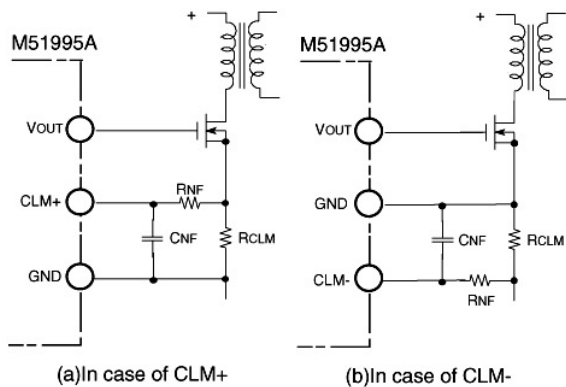 +
M51995A
VOUT
CLM+
RNF
CNF
RCLM
GND
(a)In case of CLM+
+
M51995A
VOUT
GND
CNF
RCLM
CLM-
RNF
(b)In case of CLM-